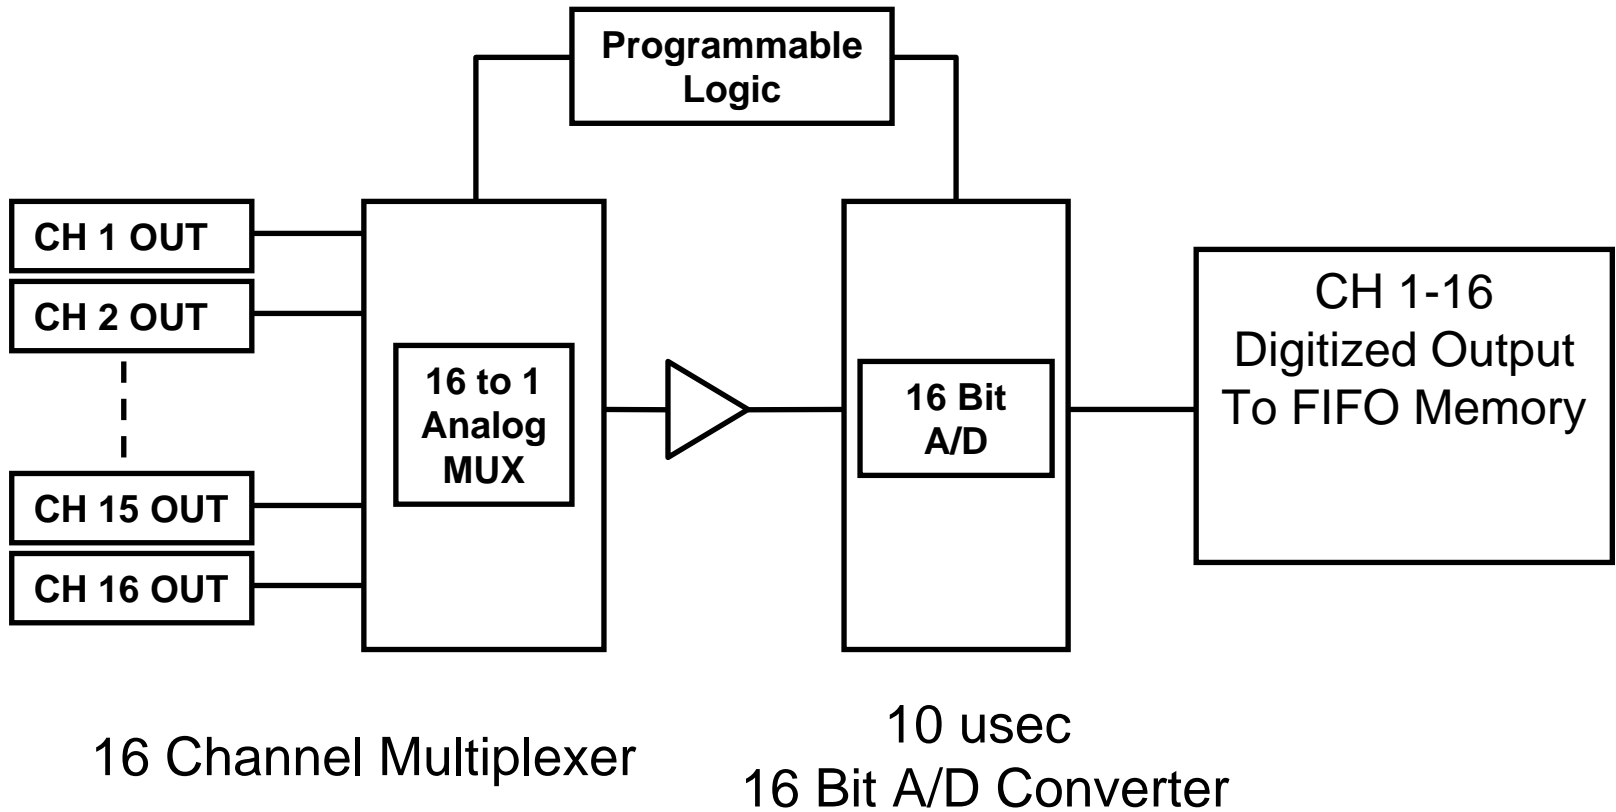 Programmable
Logic
CH 1 OUT
CH 2 OUT
CH 15 OUT
CH 16 OUT
16 to 1
Analog
MUX
16 Bit
A/D
CH 1-16
Digitized Output
To FIFO Memory
16 Channel Multiplexer
10 usec
16 Bit A/D Converter